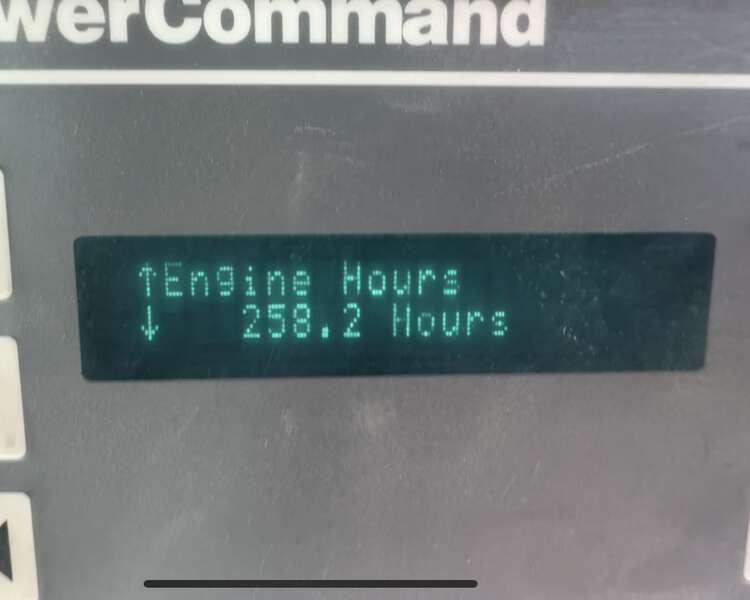 werCommand
↑Engine Hours
↓ 258.2 Hours